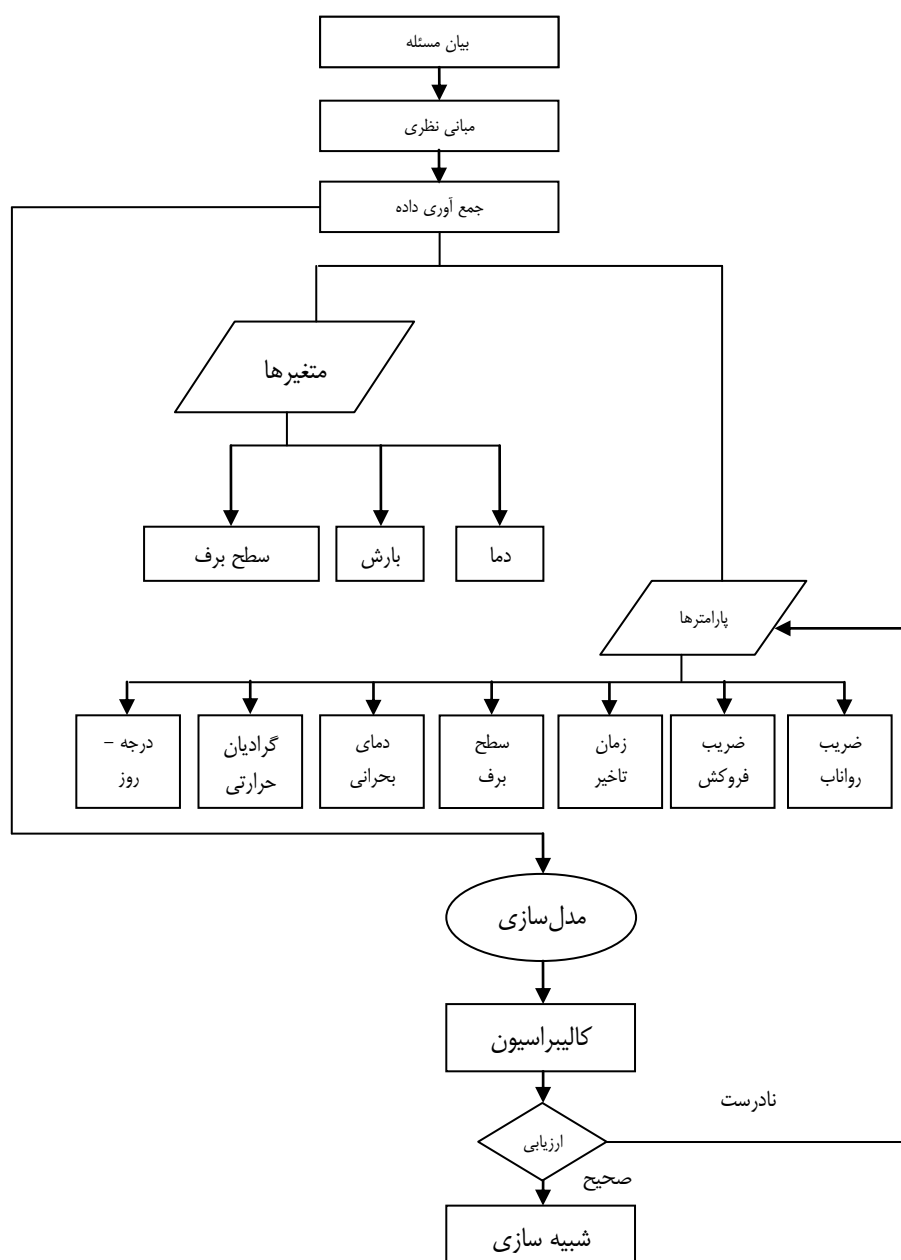 بیان مسئله
مبانی نظری
جمع آوری داده
متغیرها
دما
بارش
سطح برف
پارامترها
ضریب
رواناب
ضریب
فروکش
زمان
تاخیر
سطح
برف
دمای
بحرانی
گرادیان
حرارتی
درجه –
روز
مدل‌سازی
کالیبراسیون
ارزیابی
نادرست
صحیح
شبیه سازی